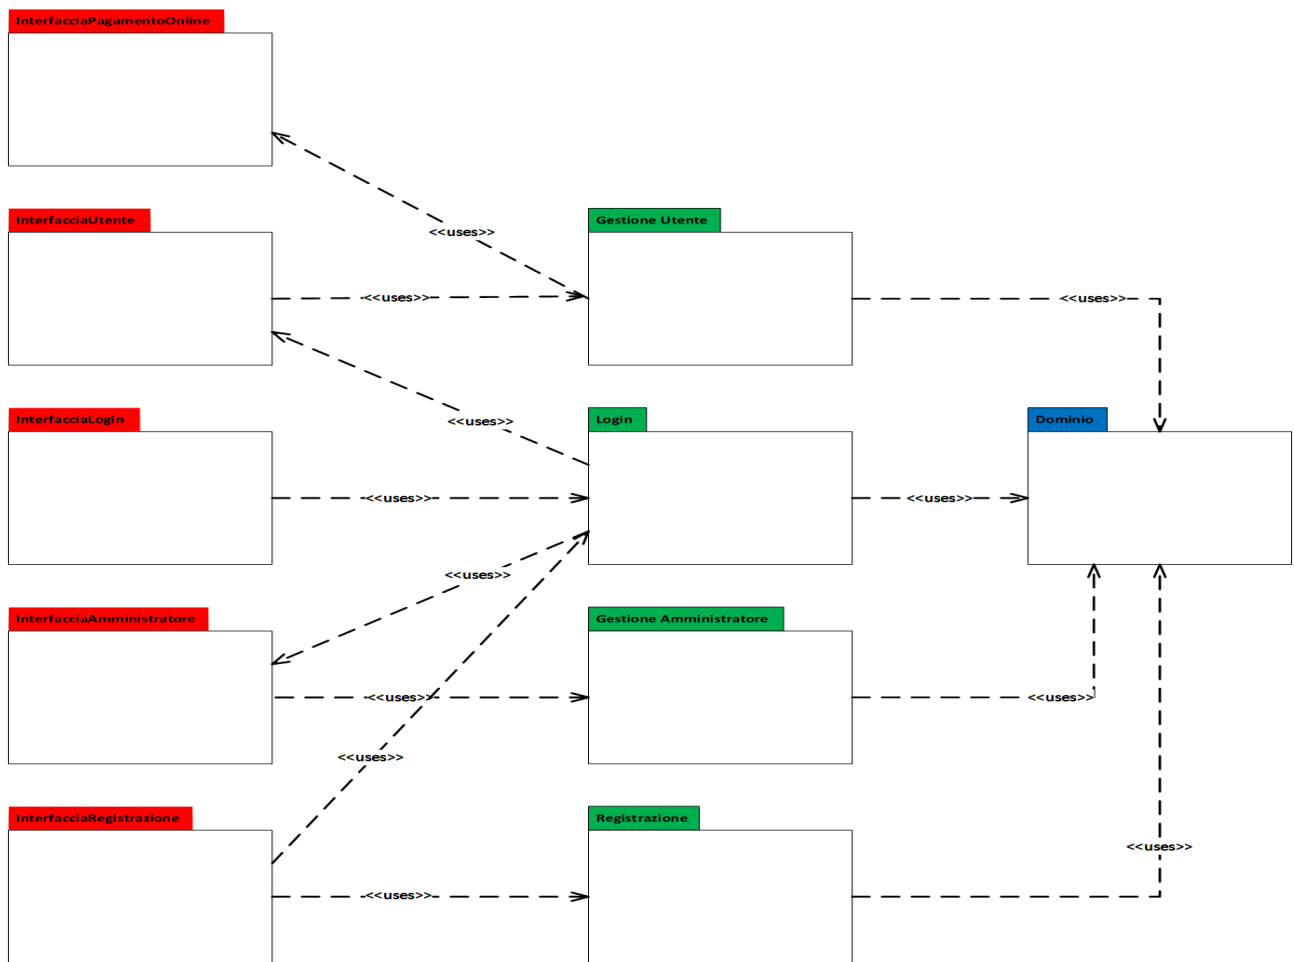 InterfacciaPagamentoOnline
InterfacciaUtente
Gestione Utente
<<uses>>
<<uses>>
<<uses>>
InterfacciaLogin
Login
Dominio
<<uses>>
<<uses>>
<<uses>>
<<uses>>
InterfacciaAmministratore
Gestione Amministratore
<<uses>>
<<uses>>
<<uses>>
InterfacciaRegistrazione
Registrazione
<<uses>>
<<uses>>